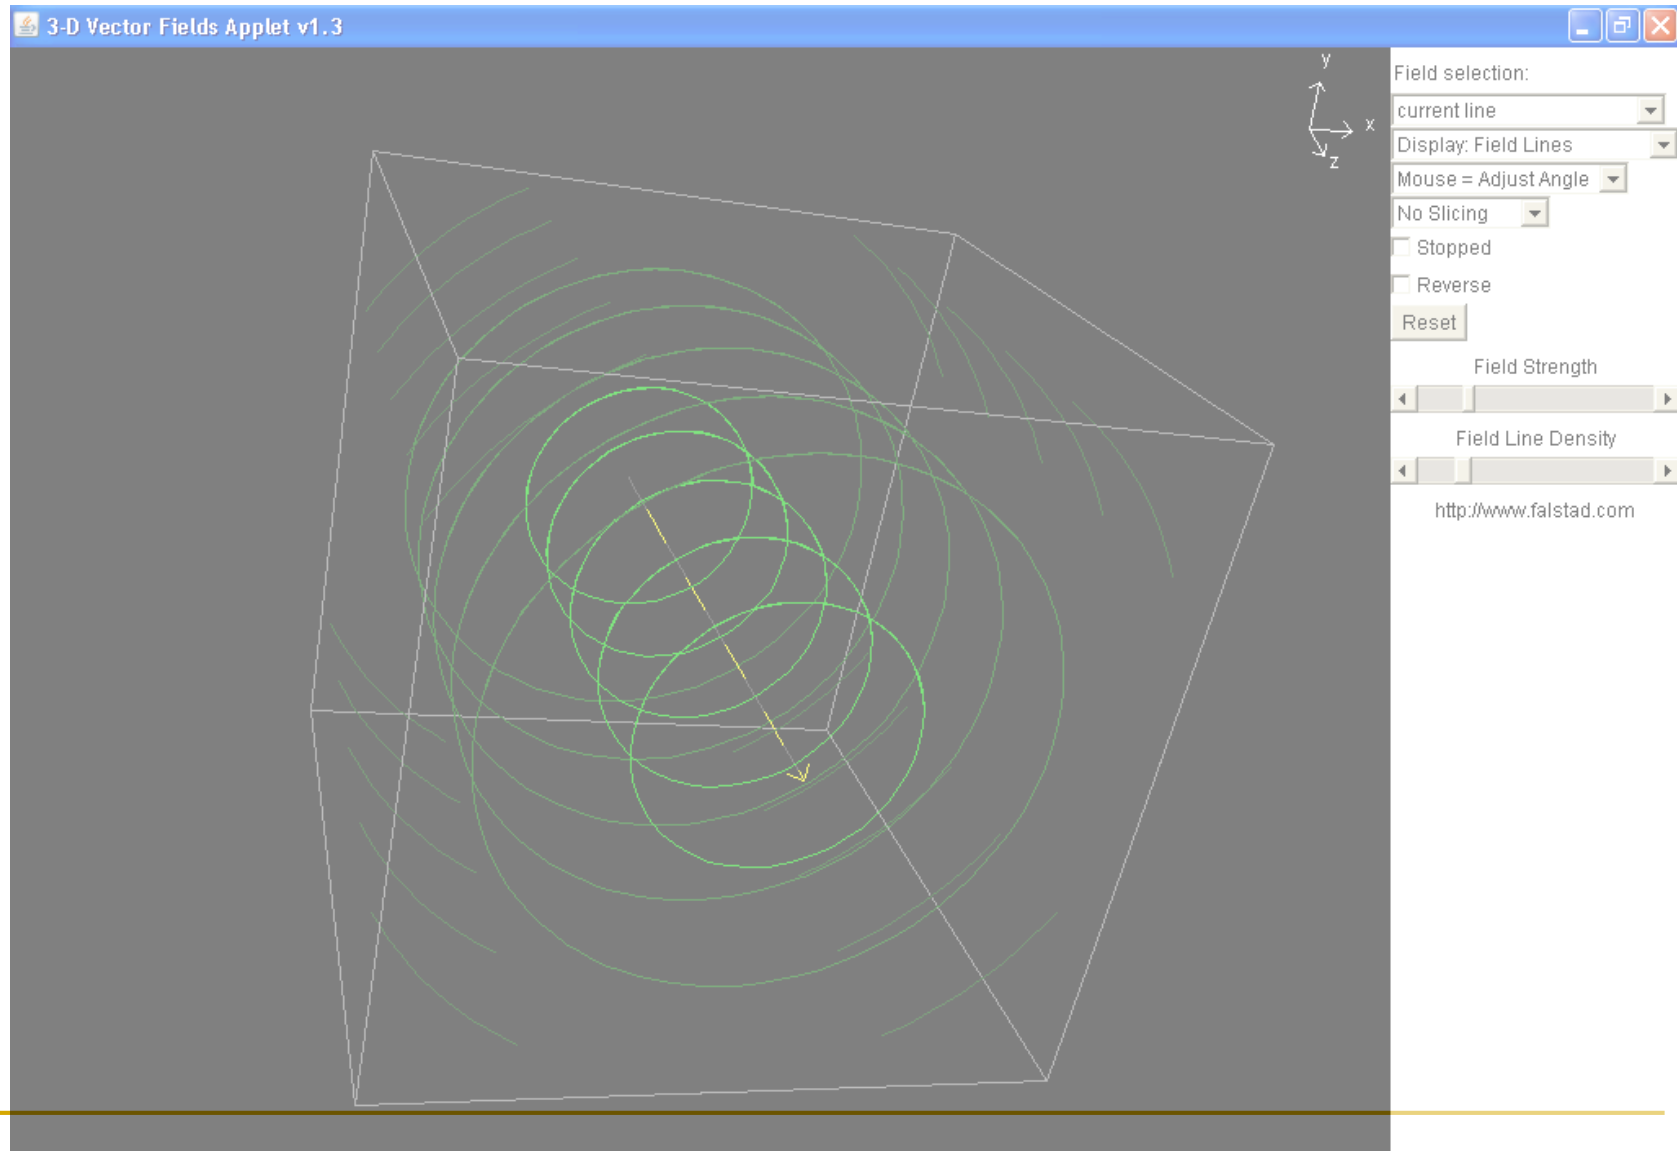 3-D Vector Fields Applet v1.3
y
x
z
Field selection:
current line
Display: Field Lines
Mouse = Adjust Angle
No Slicing
Stopped
Reverse
Reset
Field Strength
Field Line Density
http://www.falstad.com